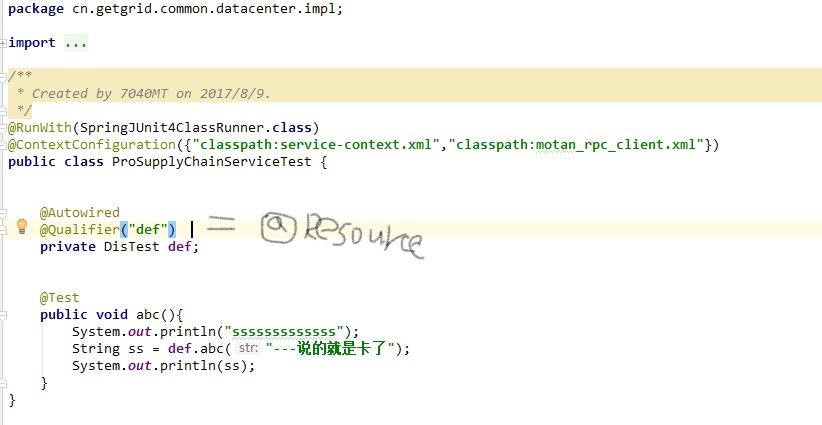 package cn.getgrid.common.datacenter.impl;
import ...
/**
* Created by 7040MT on 2017/8/9.
*/
@RunWith(SpringJUnit4ClassRunner.class)
@ContextConfiguration({"classpath:service-context.xml","classpath:motan_rpc_client.xml"})
public class ProSupplyChainServiceTest {
@Autowired
@Qualifier("def") = @Resource
private DisTest def;
@Test
public void abc(){
System.out.println("sssssssssssss");
String ss = def.abc( str: "---说的就是卡了");
System.out.println(ss);
}
}